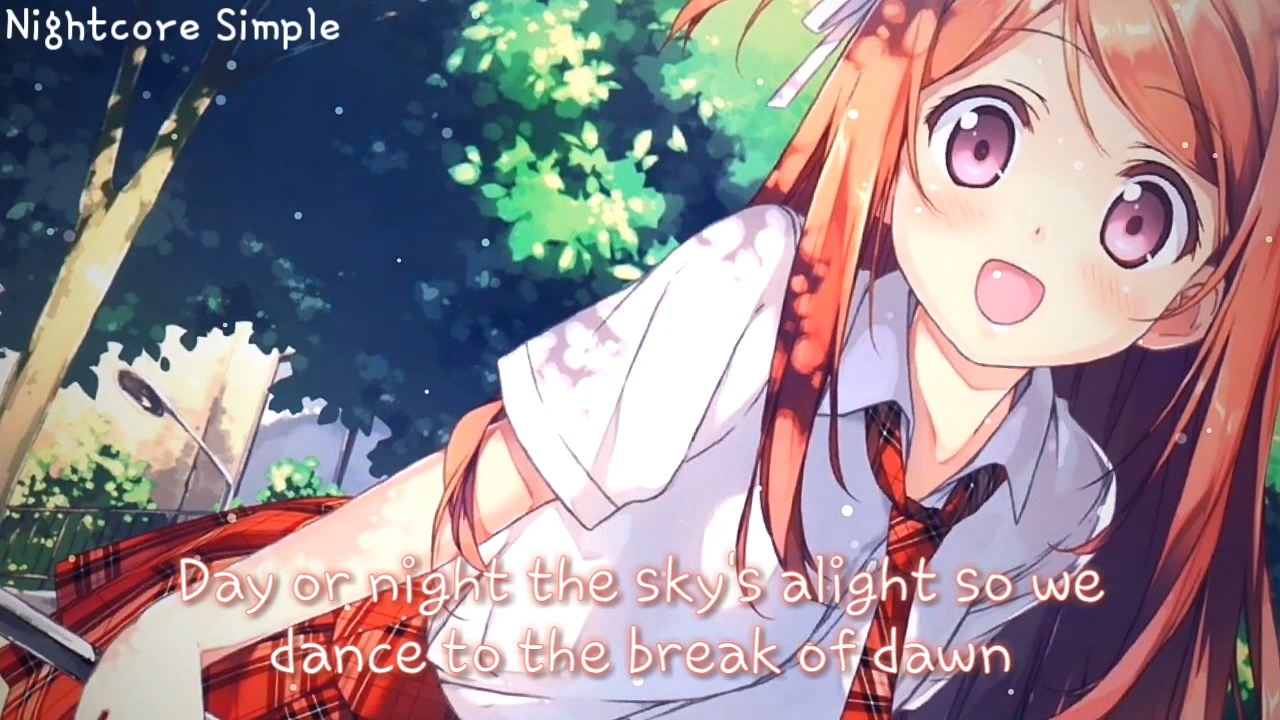 Nightcore Simple
Day or night the sky's alight so we
dance to the break of dawn